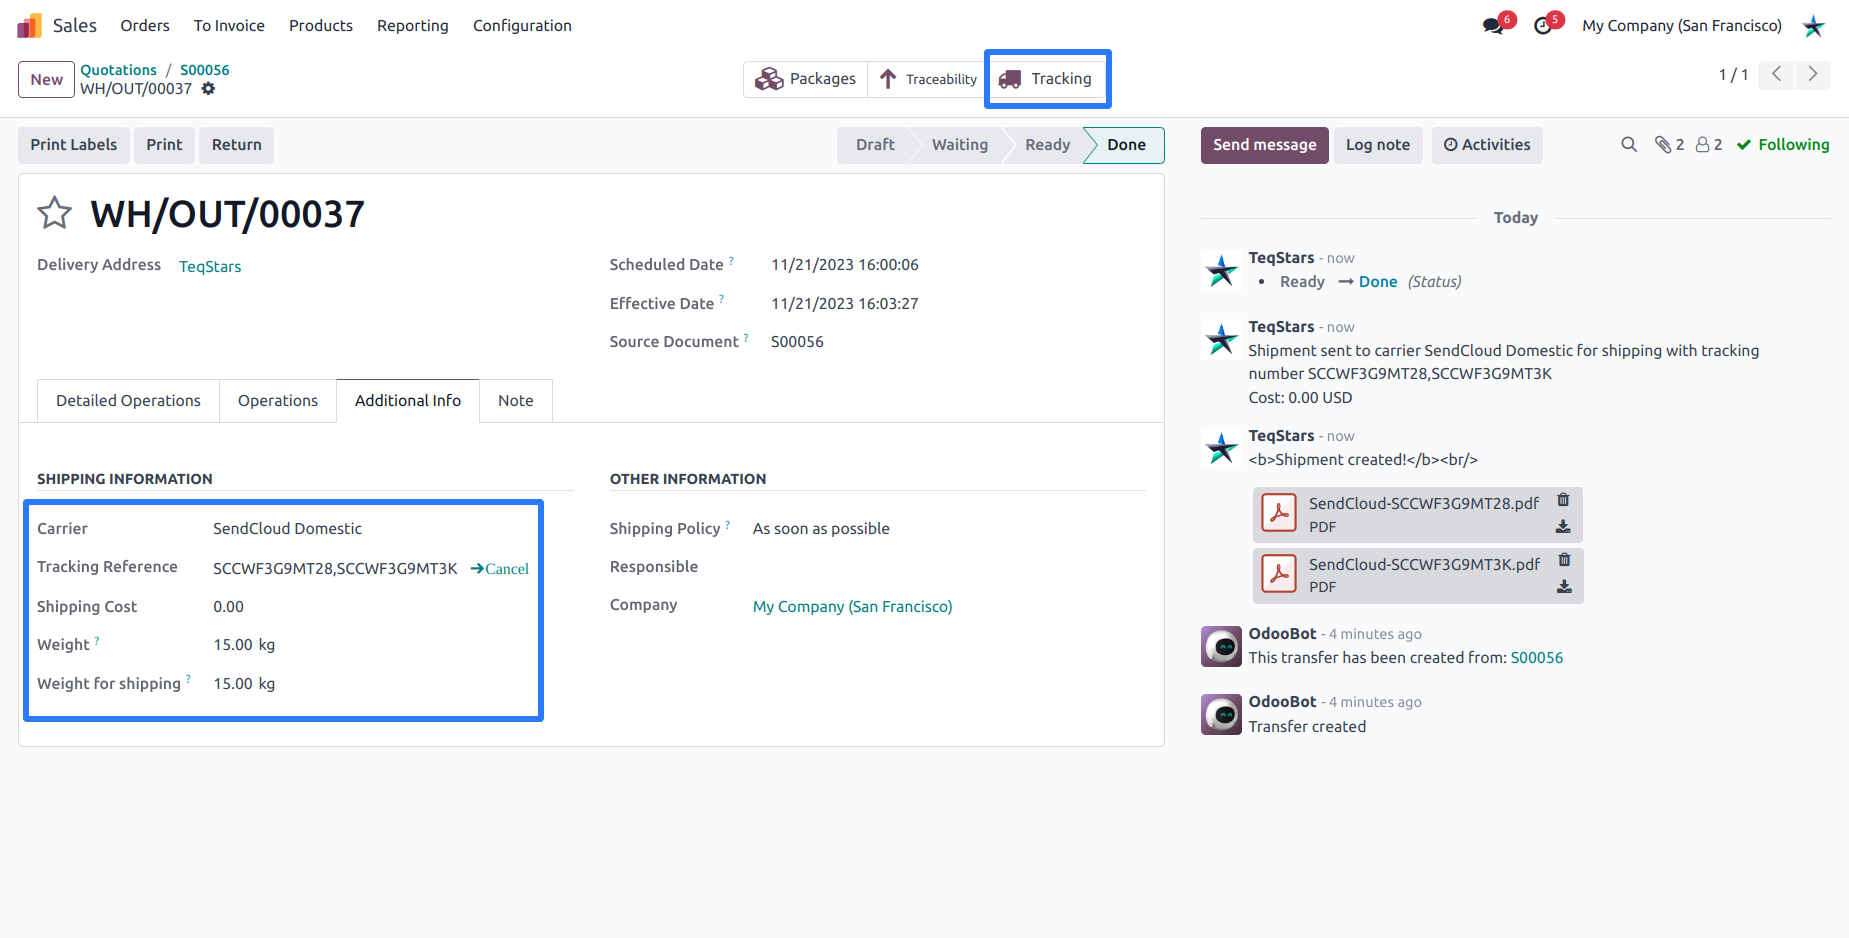 Sales Orders To Invoice Products Reporting Configuration 6 5 My Company (San Francisco)
New Quotations / S00056
WH/OUT/00037
Packages Traceability Tracking
1 / 1
Print Labels Print Return
Draft Waiting Ready Done
Send message Log note Activities 2 2 Following
WH/OUT/00037
Delivery Address TeqStars
Scheduled Date ? 11/21/2023 16:00:06
Effective Date ? 11/21/2023 16:03:27
Source Document ? S00056
Detailed Operations Operations Additional Info Note
SHIPPING INFORMATION
Carrier SendCloud Domestic
Tracking Reference SCCWF3G9MT28,SCCWF3G9MT3K Cancel
Shipping Cost 0.00
Weight ? 15.00 kg
Weight for shipping ? 15.00 kg
OTHER INFORMATION
Shipping Policy ? As soon as possible
Responsible
Company My Company (San Francisco)
Today
TeqStars - now
• Ready → Done (Status)
TeqStars - now
Shipment sent to carrier SendCloud Domestic for shipping with tracking
number SCCWF3G9MT28,SCCWF3G9MT3K
Cost: 0.00 USD
TeqStars - now
&lt;b&gt;Shipment created!&lt;/b&gt;&lt;br/&gt;
SendCloud-SCCWF3G9MT28.pdf
PDF
SendCloud-SCCWF3G9MT3K.pdf
PDF
OdooBot - 4 minutes ago
This transfer has been created from: S00056
OdooBot - 4 minutes ago
Transfer created